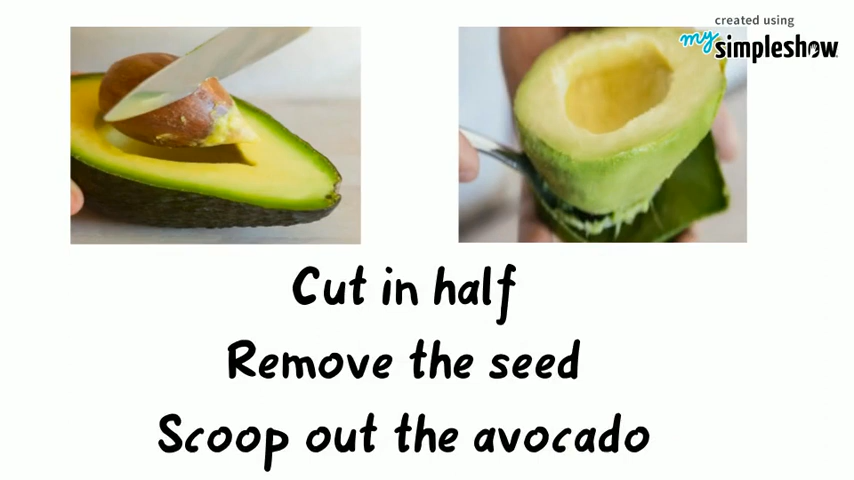 created using
my simpleshow
Cut in half
Remove the seed
Scoop out the avocado